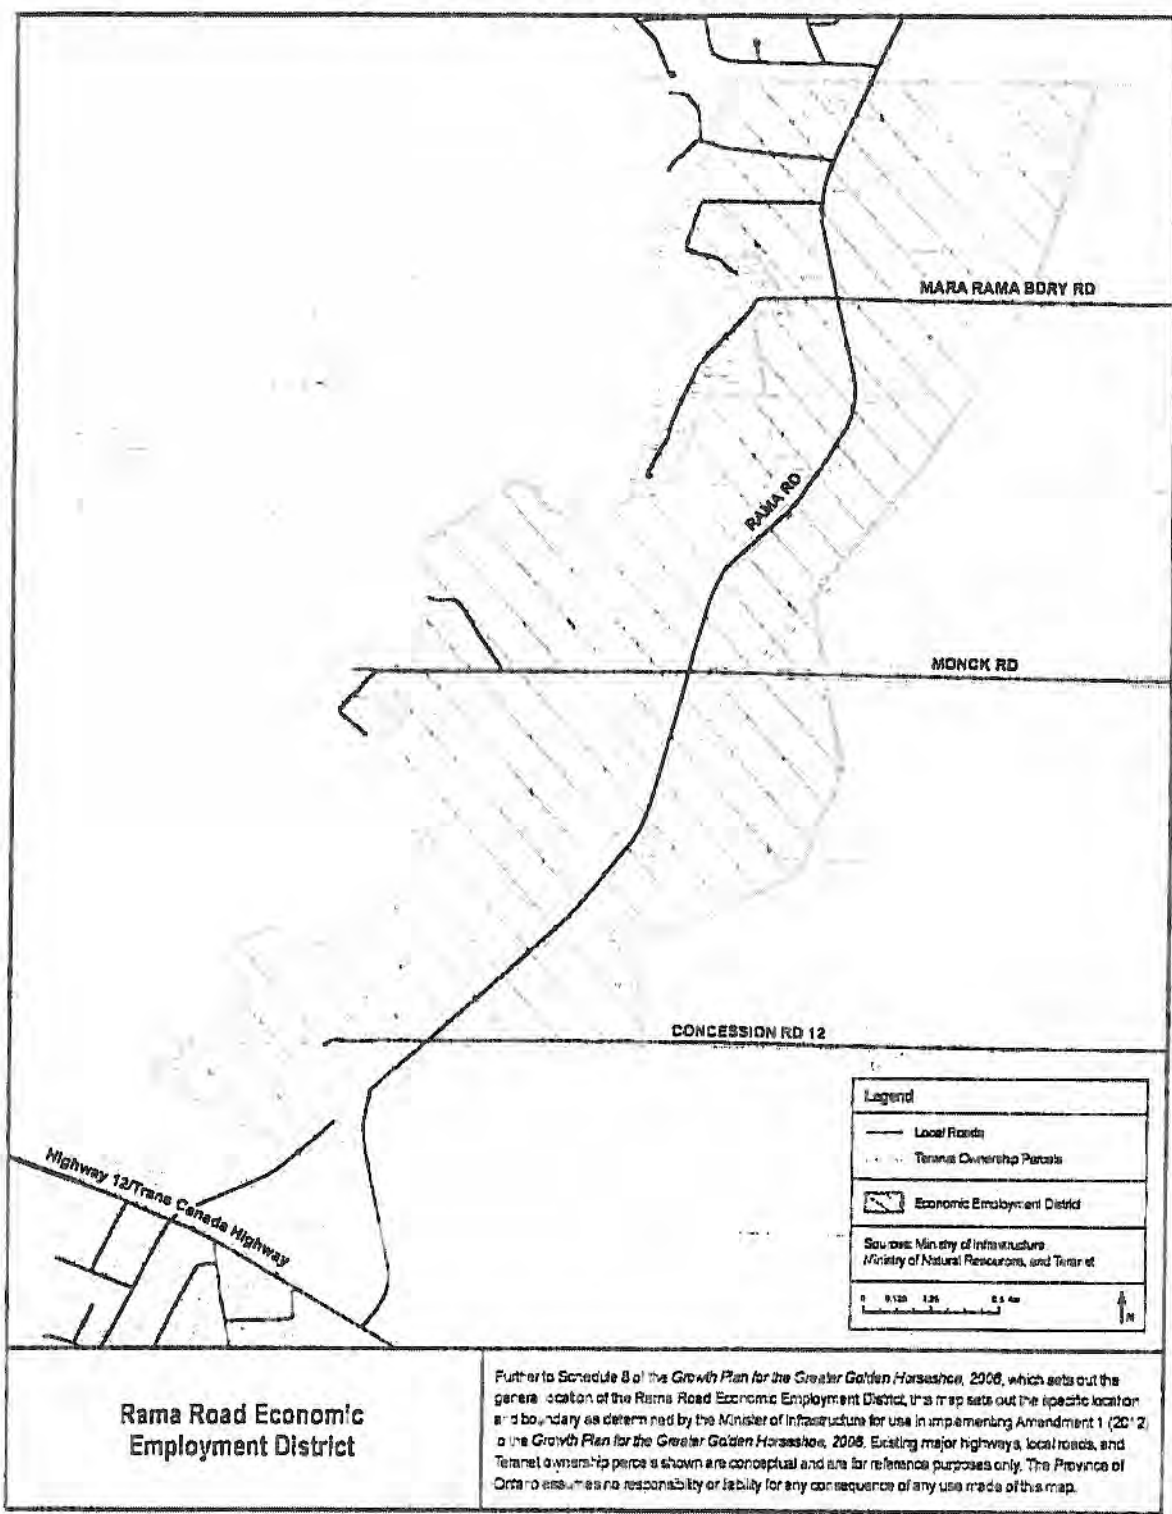 MARA RAMA BDRY RD
RAMA RD
MONCK RD
CONCESSION RD 12
Highway 12/Trans Canada Highway
Legend
Local Roads
Teranet Ownership Parcels
Economic Employment District
Sources: Ministry of Infrastructure
Ministry of Natural Resources, and Teranet
N
Rama Road Economic
Employment District
Further to Schedule 8 of the Growth Plan for the Greater Golden Horseshoe, 2006, which sets out the
general location of the Rama Road Economic Employment District, this map sets out the specific location
and boundary as determined by the Minister of Infrastructure for use in implementing Amendment 1 (2012)
to the Growth Plan for the Greater Golden Horseshoe, 2006. Existing major highways, local roads, and
Teranet ownership parcels shown are conceptual and are for reference purposes only. The Province of
Ontario assumes no responsibility or liability for any consequence of any use made of this map.